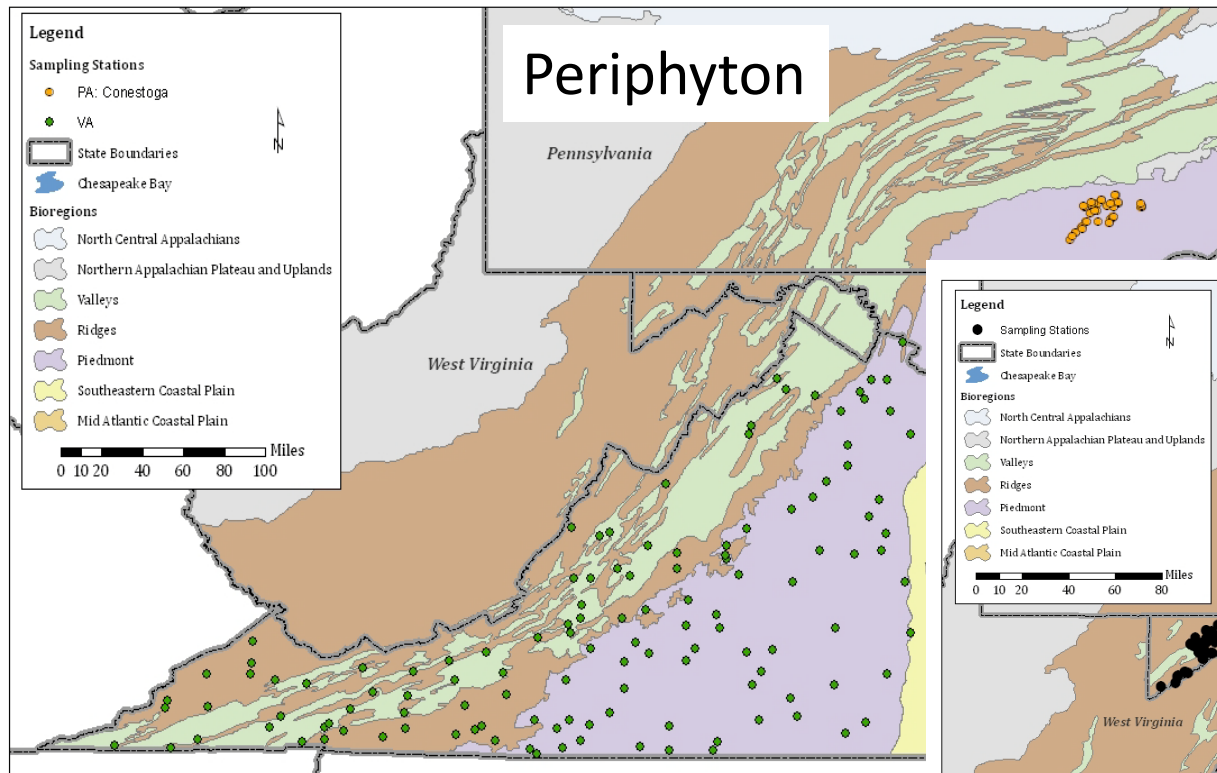 Periphyton
Legend
Sampling Stations
PA: Conestoga
VA
State Boundaries
Chesapeake Bay
Bioregions
North Central Appalachians
Northern Appalachian Plateau and Uplands
Valleys
Ridges
Piedmont
Southeastern Coastal Plain
Mid Atlantic Coastal Plain
Miles
0 10 20 40 60 80 100
N
Pennsylvania
West Virginia
Legend
Sampling Stations
State Boundaries
Chesapeake Bay
Bioregions
North Central Appalachians
Northern Appalachian Plateau and Uplands
Valleys
Ridges
Piedmont
Southeastern Coastal Plain
Mid Atlantic Coastal Plain
Miles
0 10 20 40 60 80
N
West Virginia